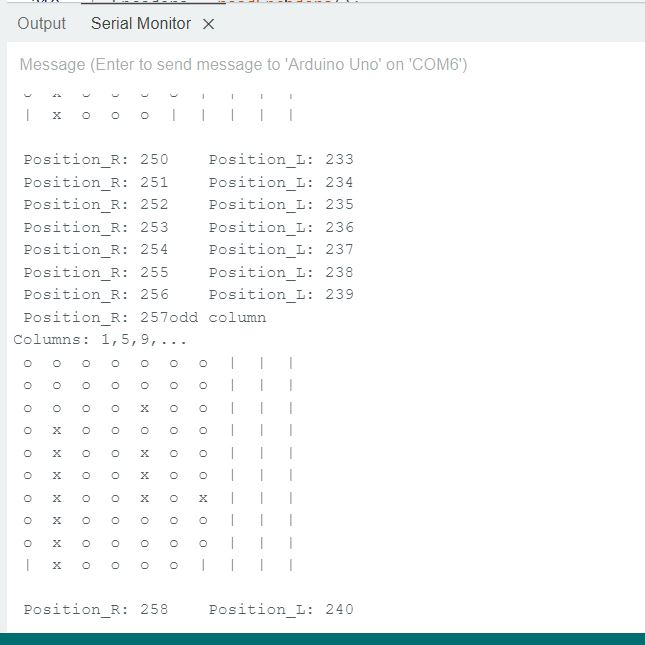 Output Serial Monitor ×
Message (Enter to send message to 'Arduino Uno' on 'COM6')
| x o o o | | | | |
Position_R: 250 Position_L: 233
Position_R: 251 Position_L: 234
Position_R: 252 Position_L: 235
Position_R: 253 Position_L: 236
Position_R: 254 Position_L: 237
Position_R: 255 Position_L: 238
Position_R: 256 Position_L: 239
Position_R: 257odd column
Columns: 1,5,9,...
o o o o o o o | | |
o o o o o o o | | |
o o o o x o o | | |
o x o o o o o | | |
o x o o x o o | | |
o x o o x o o | | |
o x o o x o x | | |
o x o o o o o | | |
o x o o o o o | | |
| x o o o o | | | |
Position_R: 258 Position_L: 240